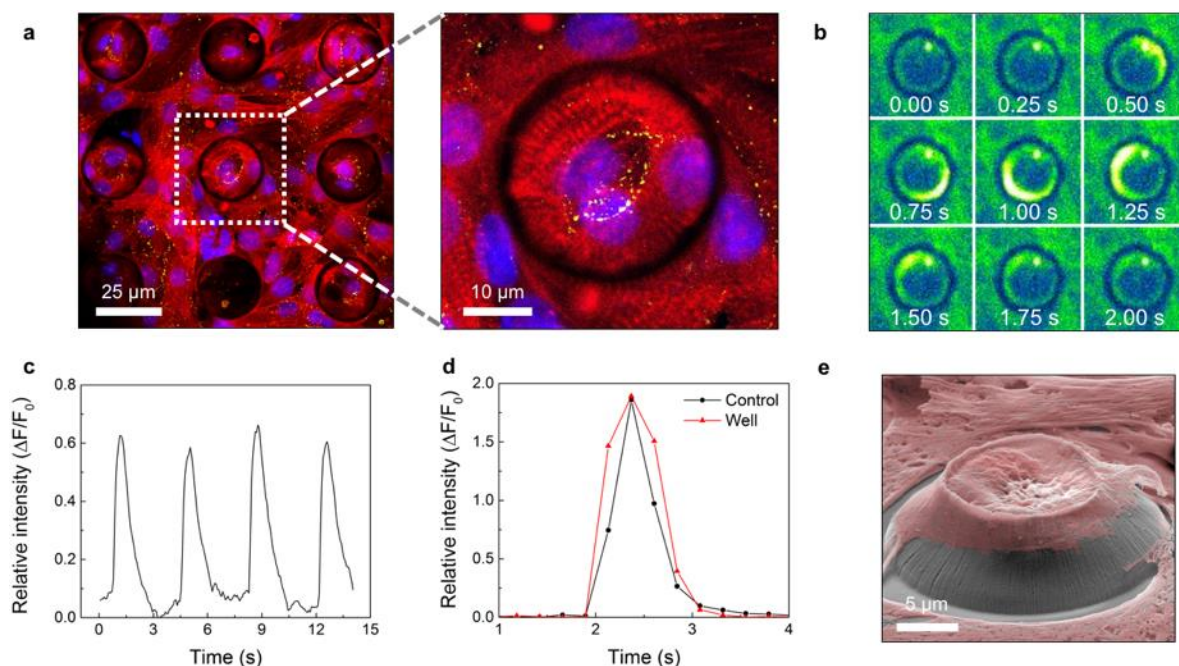 a
25 µm
10 µm
b
0.00 s 0.25 s 0.50 s
0.75 s 1.00 s 1.25 s
1.50 s 1.75 s 2.00 s
c
Relative intensity (ΔF/F₀)
0.8
0.6
0.4
0.2
0.0
0 3 6 9 12 15
Time (s)
d
Relative intensity (ΔF/F₀)
2.0
1.5
1.0
0.5
0.0
1 2 3 4
Time (s)
Control
Well
e
5 µm